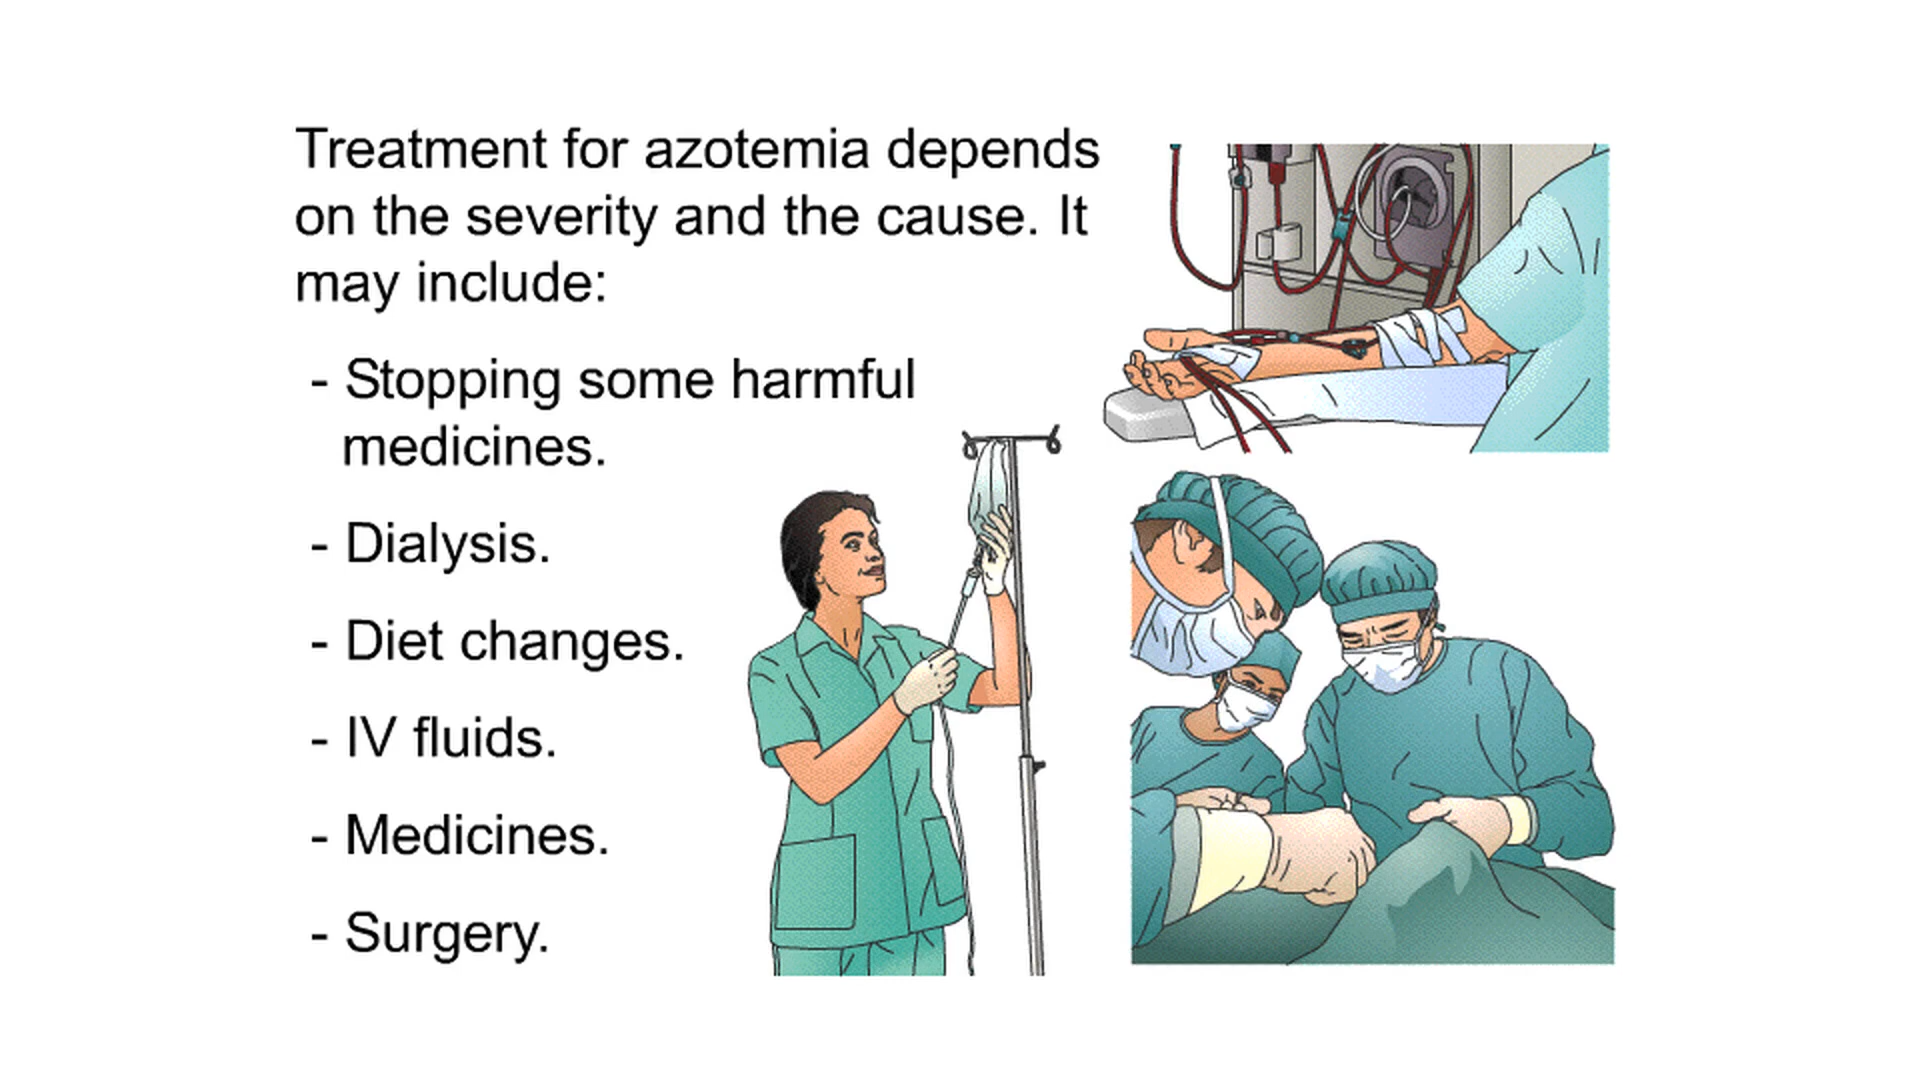 Treatment for azotemia depends
on the severity and the cause. It
may include:
- Stopping some harmful
medicines.
- Dialysis.
- Diet changes.
- IV fluids.
- Medicines.
- Surgery.